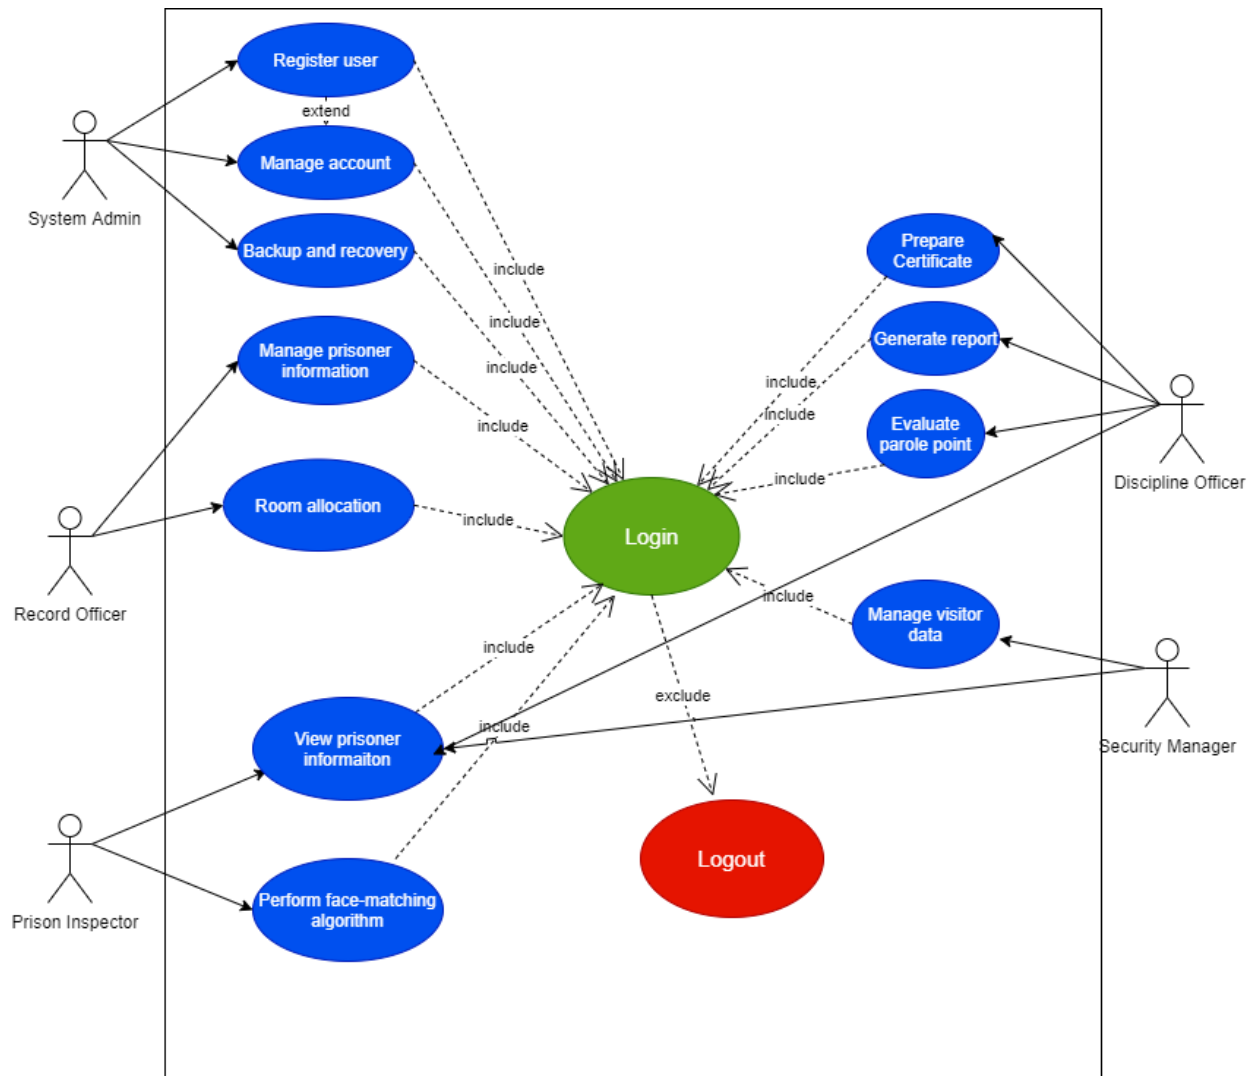 Register user
extend
Manage account
System Admin
Backup and recovery
include
include
include
Prepare
Certificate
Generate report
include
include
Manage prisoner
information
include
Evaluate
parole point
include
Discipline Officer
Room allocation
include
Login
Record Officer
include
Manage visitor
data
include
exclude
include
View prisoner
informaiton
Security Manager
Logout
Perform face-matching
algorithm
Prison Inspector